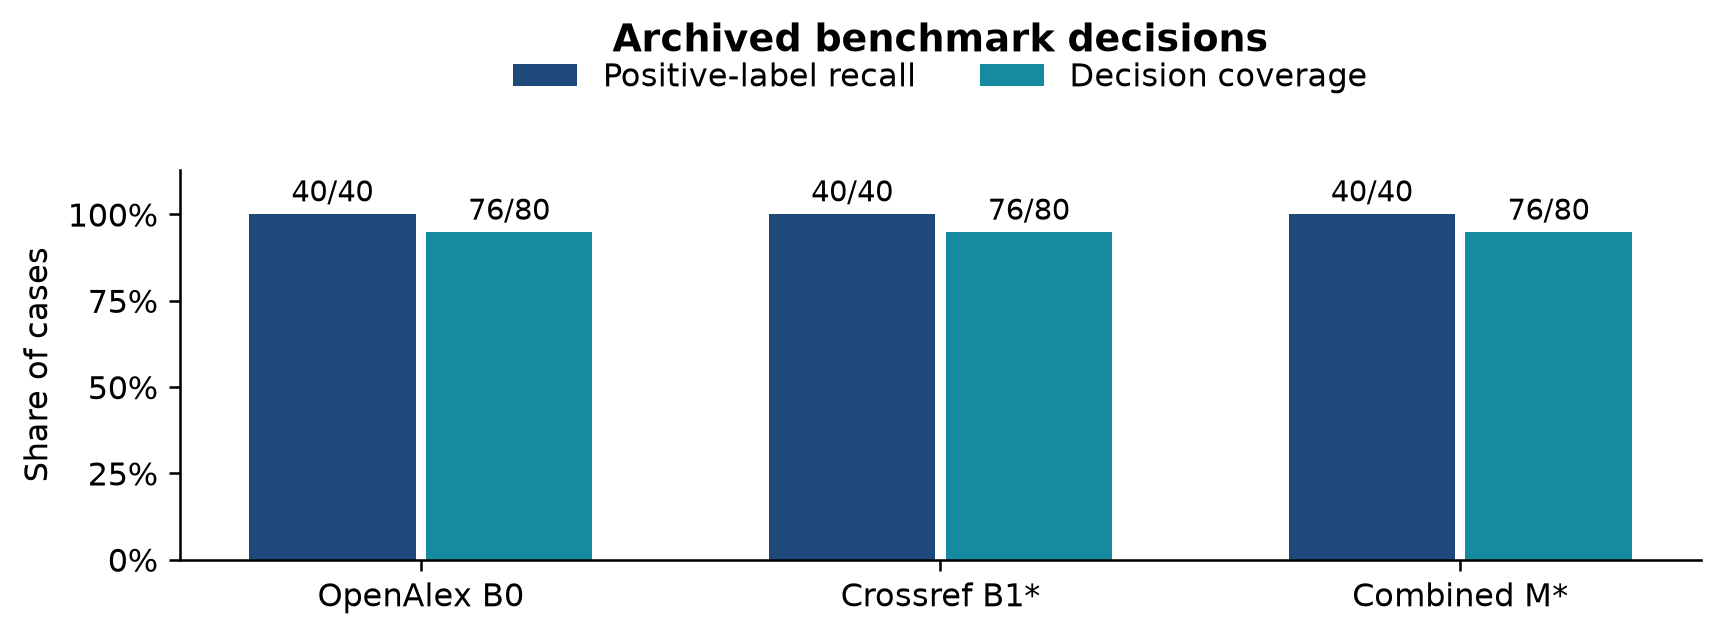 Archived benchmark decisions
Positive-label recall Decision coverage
40/40 76/80 40/40 76/80 40/40 76/80
100%
75%
50%
25%
0%
Share of cases
OpenAlex B0 Crossref B1* Combined M*